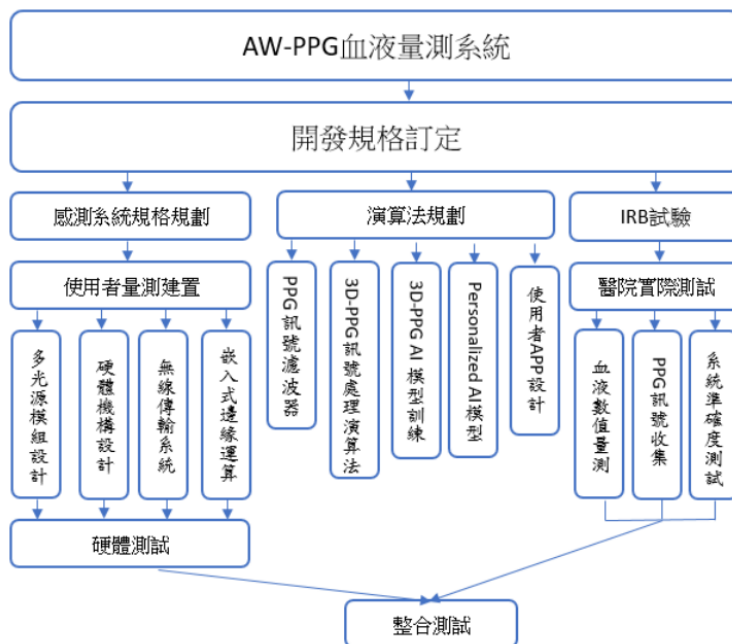 AW-PPG血液量測系統
開發規格訂定
感測系統規格規劃
演算法規劃
IRB試驗
使用者量測建置
醫院實際測試
多光源模組設計
硬體機構設計
無線傳輸系統
嵌入式邊緣運算
PPG訊號濾波器
3D-PPG訊號處理演算法
3D-PPG AI 模型訓練
Personalized AI模型
使用者APP設計
血液數值量測
PPG訊號收集
系統準確度測試
硬體測試
整合測試